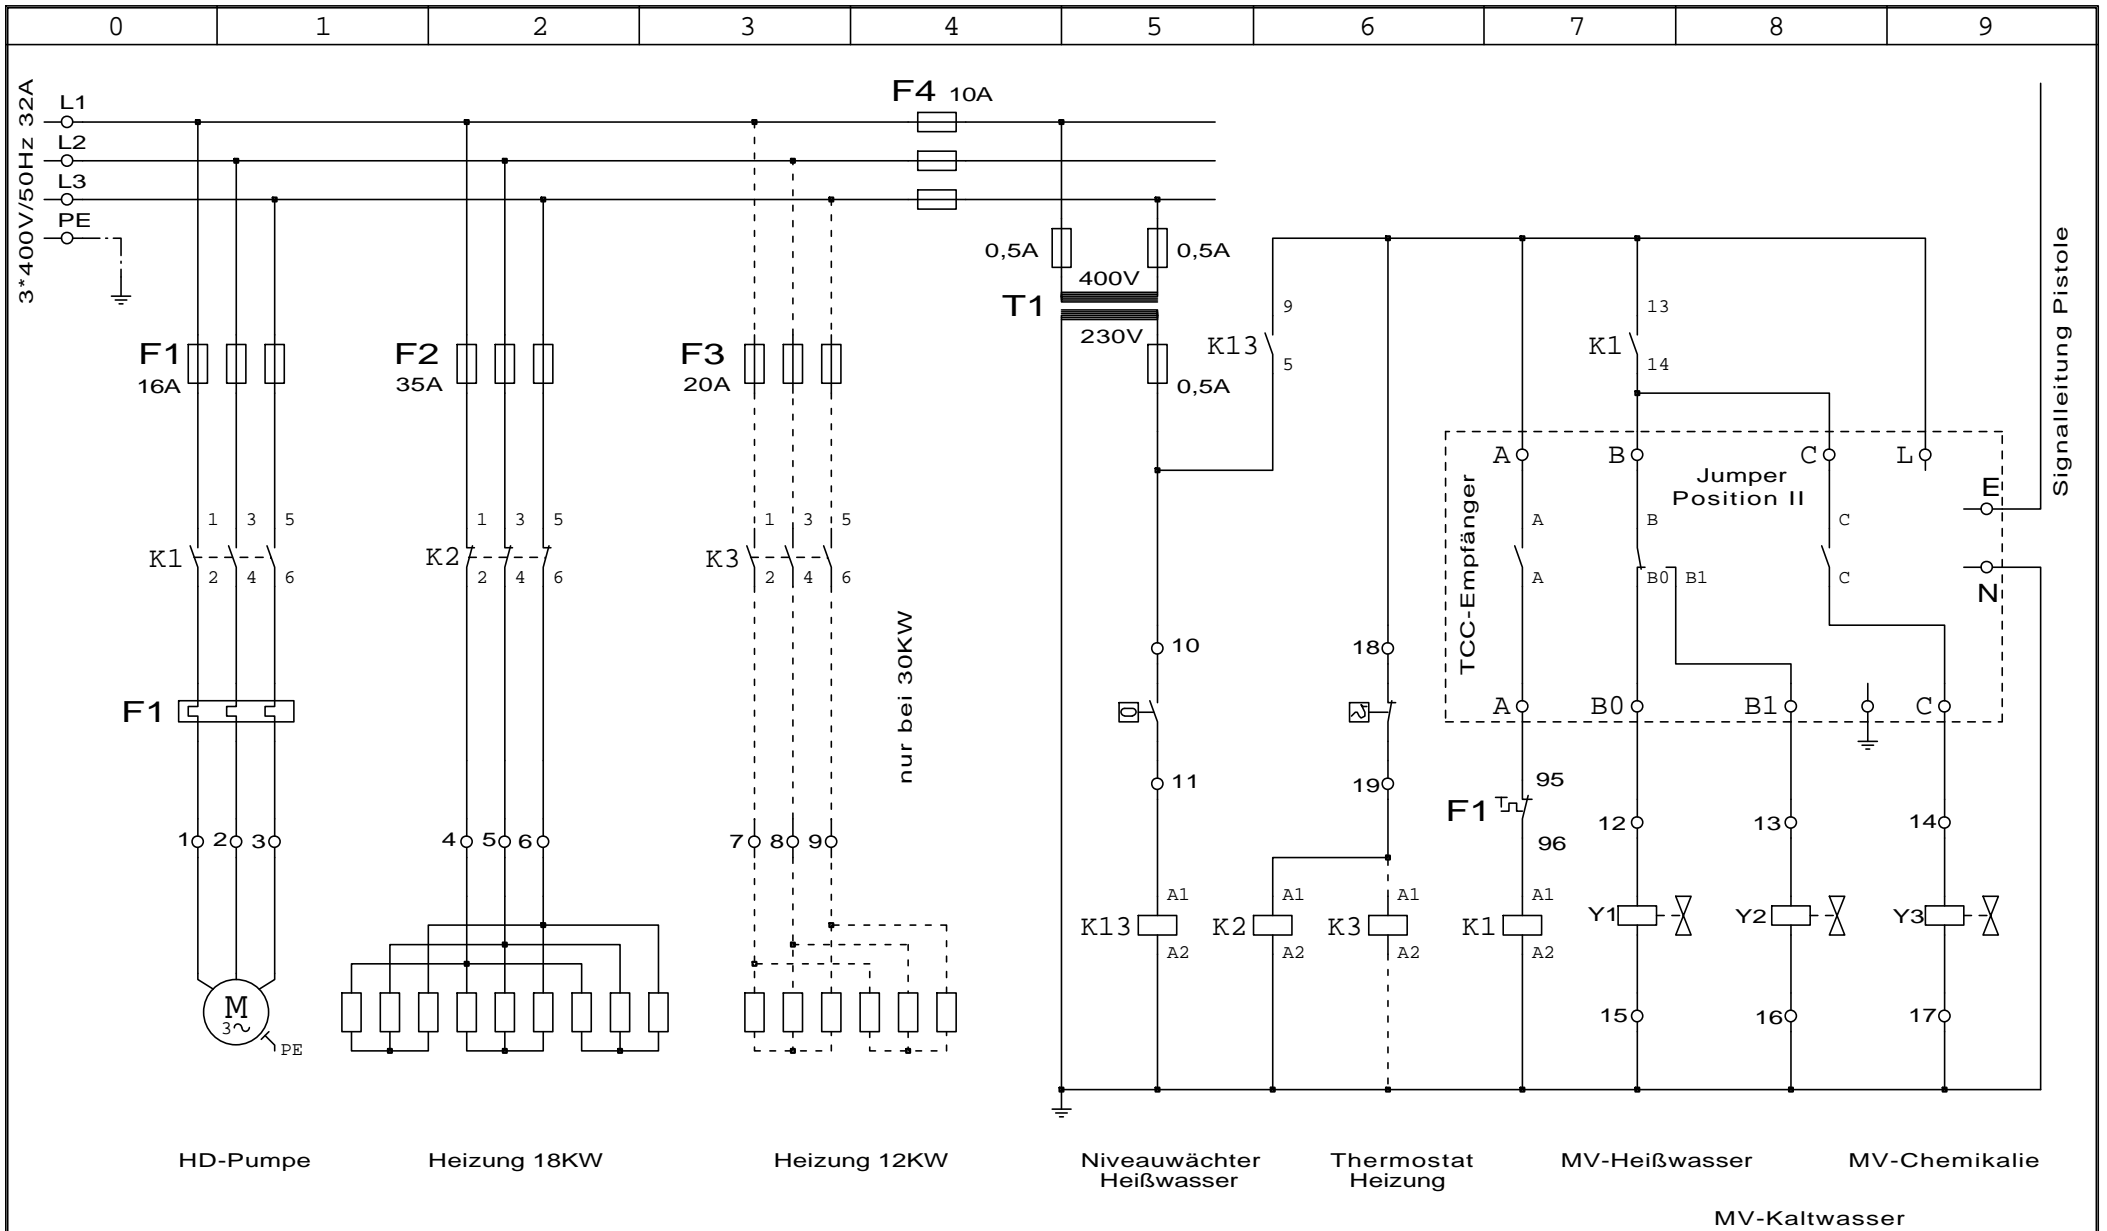 0 1 2 3 4 5 6 7 8 9
3*400V/50Hz 32A
L1
L2
L3
PE
F4 10A
0,5A
0,5A
400V
T1
230V
0,5A
F1
16A
F2
35A
F3
20A
K13
9
5
K1
13
14
Signalleitung Pistole
A B C L
Jumper
Position II
TCC-Empfänger
E
N
K1
1 3 5
2 4 6
K2
1 3 5
2 4 6
K3
1 3 5
2 4 6
A
A
B
B0 B1
C
C
nur bei 30KW
10
18
F1
A B0 B1 C
11
19
95
F1
96
1 2 3
4 5 6
7 8 9
12 13 14
K13 A1
A2
K2 A1
A2
K3 A1
A2
K1 A1
A2
Y1 Y2 Y3
M
3~
PE
15 16 17
HD-Pumpe
Heizung 18KW
Heizung 12KW
Niveauwächter
Heißwasser
Thermostat
Heizung
MV-Heißwasser
MV-Chemikalie
MV-Kaltwasser